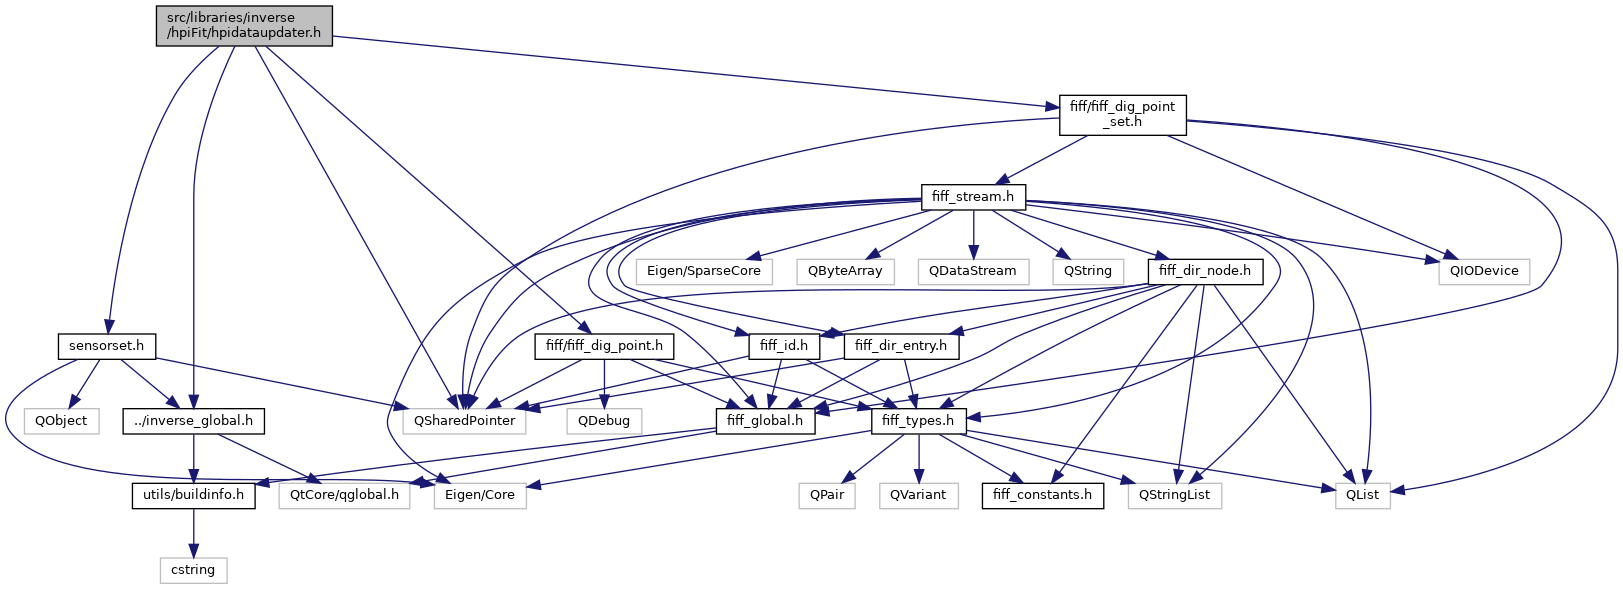 src/libraries/inverse
/hpiFit/hpidataupdater.h
fiff/fiff_dig_point
_set.h
fiff_stream.h
Eigen/SparseCore
QByteArray
QDataStream
QString
fiff_dir_node.h
QIODevice
sensorset.h
fiff/fiff_dig_point.h
fiff_id.h
fiff_dir_entry.h
QObject
../inverse_global.h
QSharedPointer
QDebug
fiff_global.h
fiff_types.h
utils/buildinfo.h
QtCore/qglobal.h
Eigen/Core
QPair
QVariant
fiff_constants.h
QStringList
QList
cstring